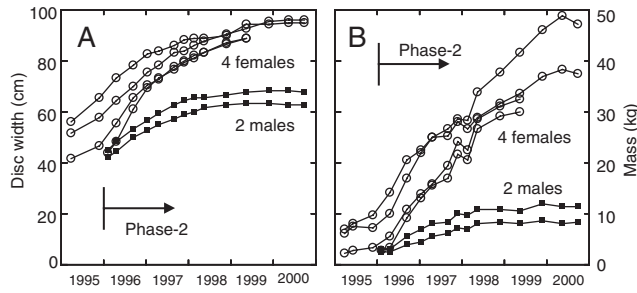 100
80
60
40
20
0
Disc width (cm)
A
4 females
2 males
Phase-2
1995 1996 1997 1998 1999 2000
B
Phase-2
4 females
2 males
50
40
30
20
10
0
Mass (kg)
1995 1996 1997 1998 1999 2000